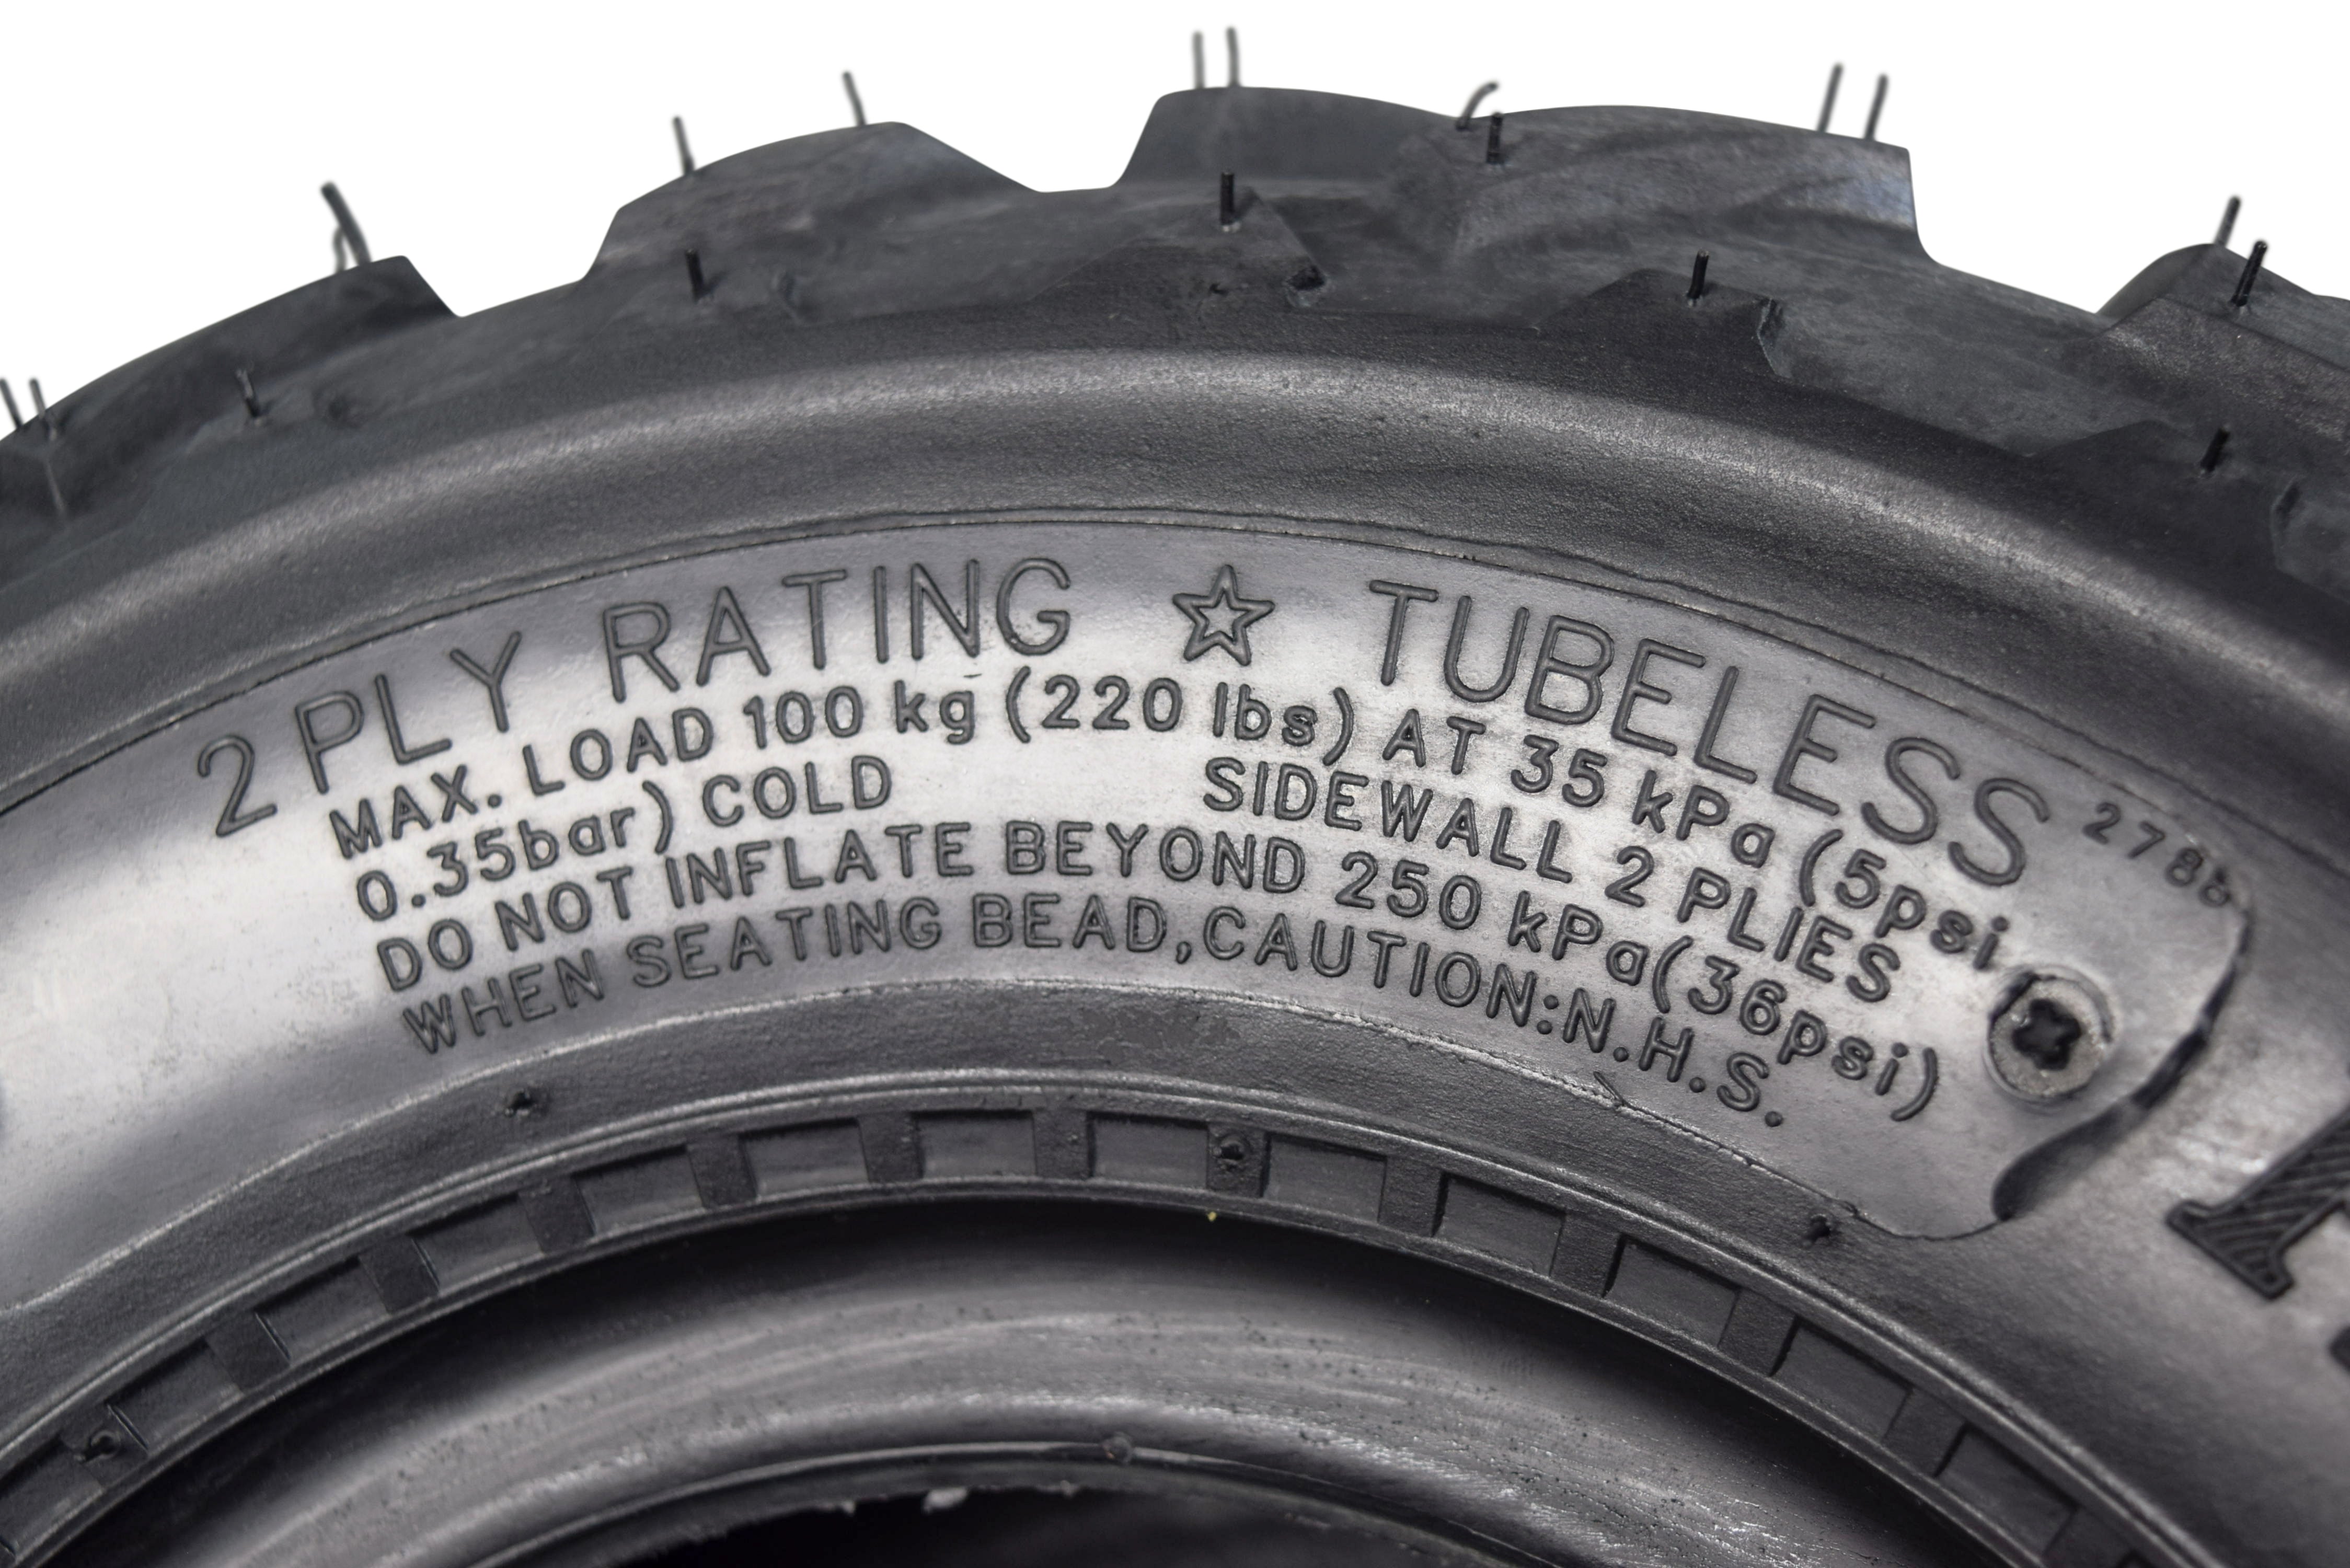 2 PLY RATING ☆ TUBELESS
MAX. LOAD 100 kg (220 lbs) AT 35 kPa (5psi,
0.35bar) COLD SIDEWALL 2 PLIES
DO NOT INFLATE BEYOND 250 kPa(36psi)
WHEN SEATING BEAD,CAUTION:N.H.S.